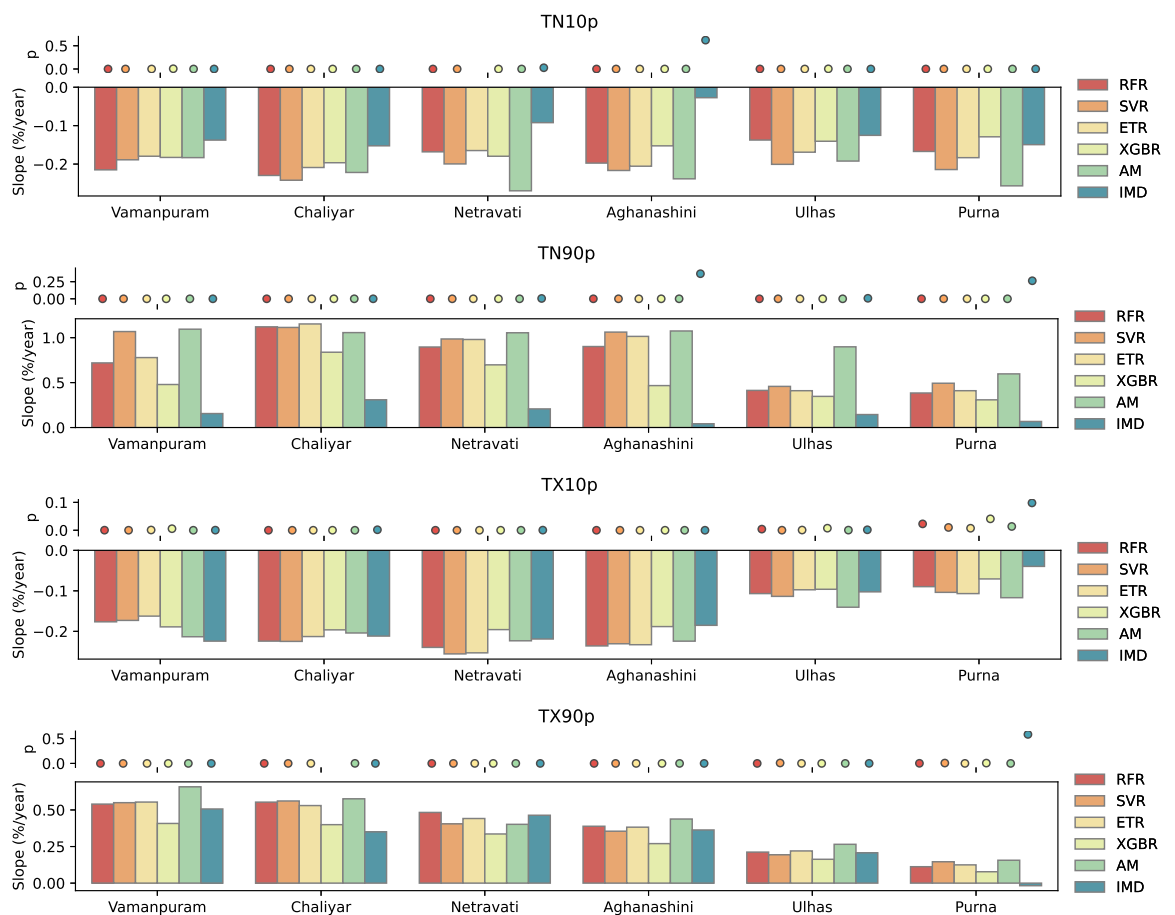 TN10p
p
0.5
0.0
Slope (%/year)
0.0
−0.1
−0.2
Vamanpuram Chaliyar Netravati Aghanashini Ulhas Purna
RFR
SVR
ETR
XGBR
AM
IMD
TN90p
p
0.25
0.00
Slope (%/year)
1.0
0.5
0.0
Vamanpuram Chaliyar Netravati Aghanashini Ulhas Purna
RFR
SVR
ETR
XGBR
AM
IMD
TX10p
p
0.1
0.0
Slope (%/year)
0.0
−0.1
−0.2
Vamanpuram Chaliyar Netravati Aghanashini Ulhas Purna
RFR
SVR
ETR
XGBR
AM
IMD
TX90p
p
0.5
0.0
Slope (%/year)
0.50
0.25
0.00
Vamanpuram Chaliyar Netravati Aghanashini Ulhas Purna
RFR
SVR
ETR
XGBR
AM
IMD